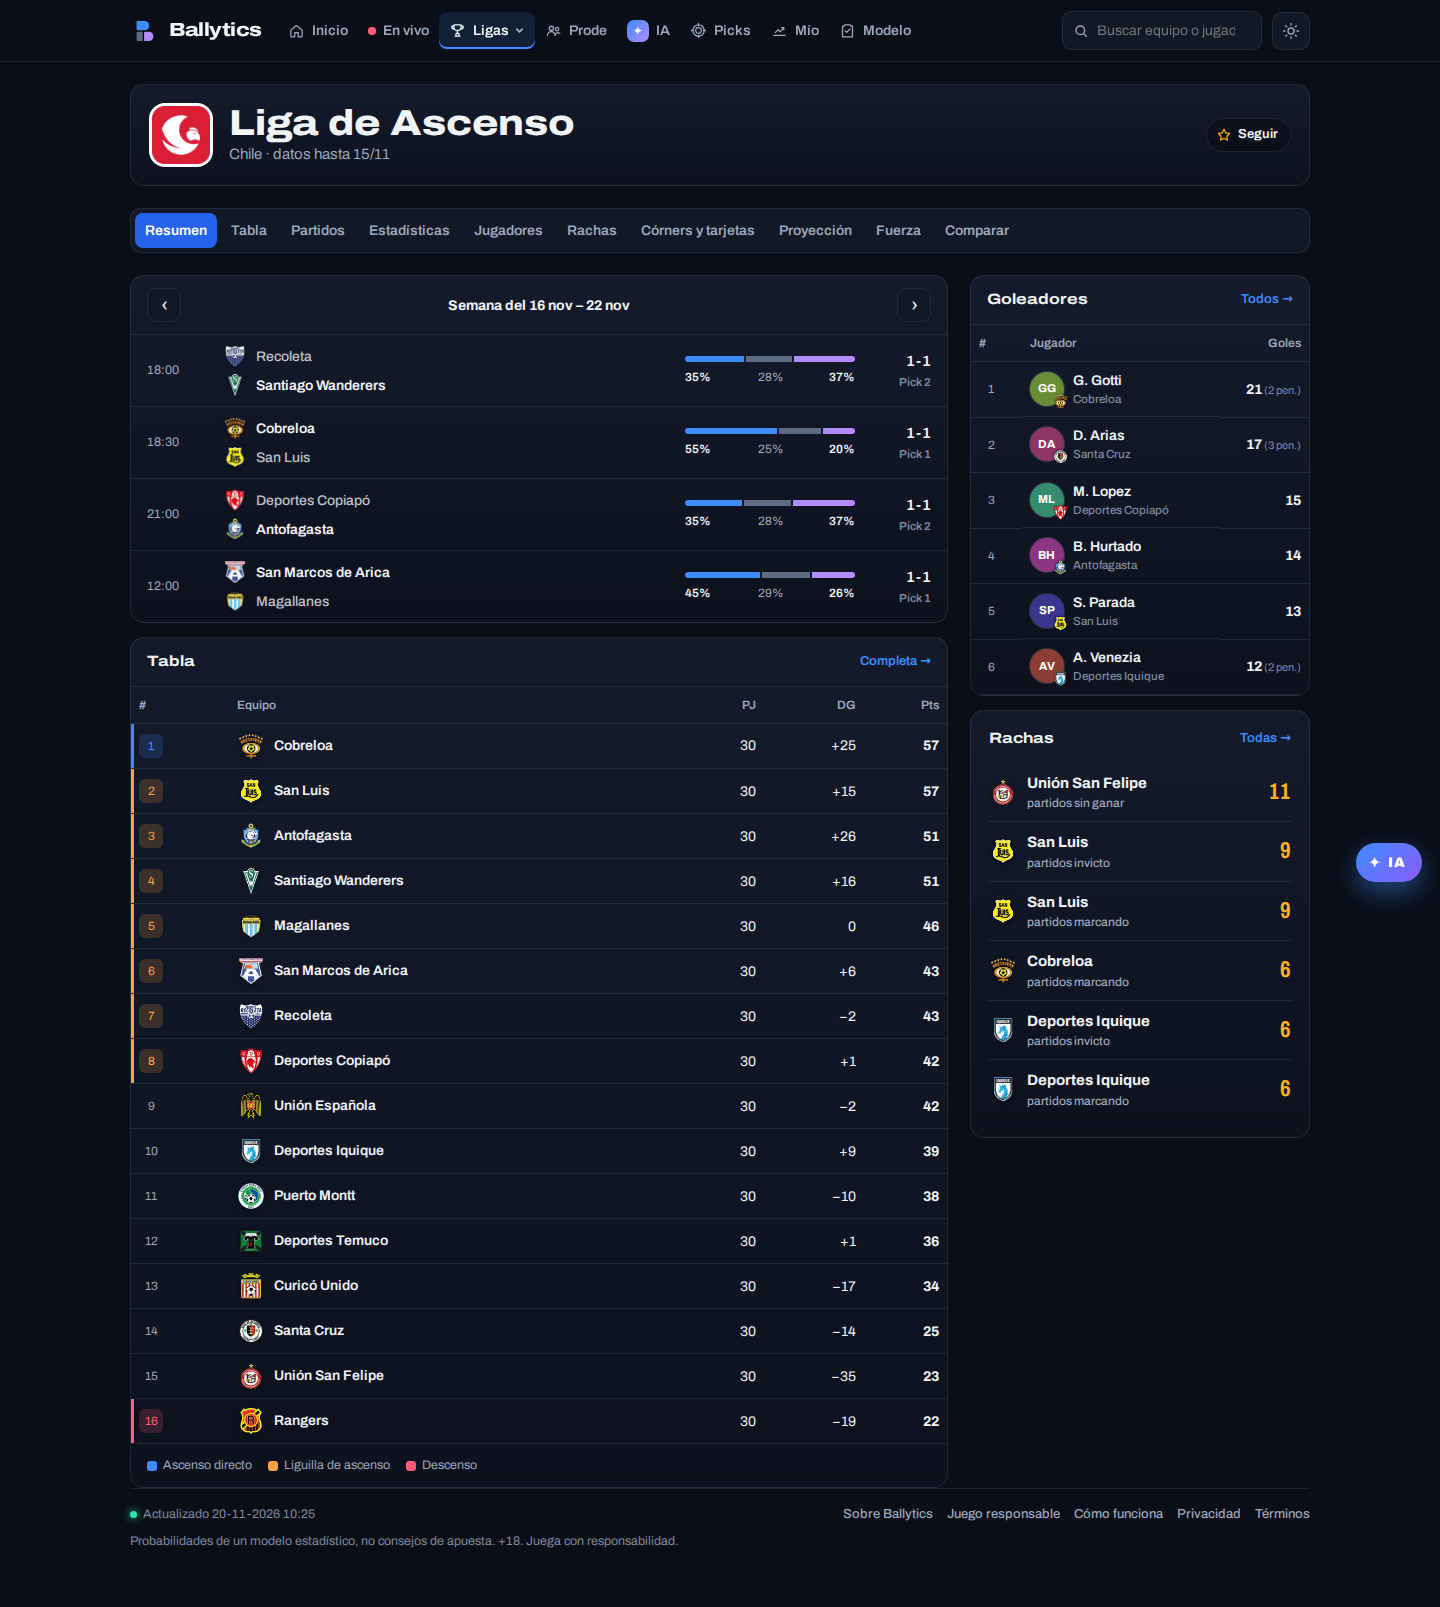 Ballytics
Inicio
En vivo
Ligas
Prode
IA
Picks
Mío
Modelo
Buscar equipo o jugad
Liga de Ascenso
Chile · datos hasta 15/11
Seguir
Resumen
Tabla
Partidos
Estadísticas
Jugadores
Rachas
Córners y tarjetas
Proyección
Fuerza
Comparar
‹
Semana del 16 nov – 22 nov
›
18:00
Recoleta
Santiago Wanderers
35% 28% 37%
1-1
Pick 2
18:30
Cobreloa
San Luis
55% 25% 20%
1-1
Pick 1
21:00
Deportes Copiapó
Antofagasta
35% 28% 37%
1-1
Pick 2
12:00
San Marcos de Arica
Magallanes
45% 29% 26%
1-1
Pick 1
Tabla
Completa →
# Equipo PJ DG Pts
1 Cobreloa 30 +25 57
2 San Luis 30 +15 57
3 Antofagasta 30 +26 51
4 Santiago Wanderers 30 +16 51
5 Magallanes 30 0 46
6 San Marcos de Arica 30 +6 43
7 Recoleta 30 −2 43
8 Deportes Copiapó 30 +1 42
9 Unión Española 30 −2 42
10 Deportes Iquique 30 +9 39
11 Puerto Montt 30 −10 38
12 Deportes Temuco 30 +1 36
13 Curicó Unido 30 −17 34
14 Santa Cruz 30 −14 25
15 Unión San Felipe 30 −35 23
16 Rangers 30 −19 22
Ascenso directo
Liguilla de ascenso
Descenso
Goleadores
Todos →
# Jugador Goles
1 GG G. Gotti 21 (2 pen.)
Cobreloa
2 DA D. Arias 17 (3 pen.)
Santa Cruz
3 ML M. Lopez 15
Deportes Copiapó
4 BH B. Hurtado 14
Antofagasta
5 SP S. Parada 13
San Luis
6 AV A. Venezia 12 (2 pen.)
Deportes Iquique
Rachas
Todas →
Unión San Felipe 11
partidos sin ganar
San Luis 9
partidos invicto
San Luis 9
partidos marcando
Cobreloa 6
partidos marcando
Deportes Iquique 6
partidos invicto
Deportes Iquique 6
partidos marcando
IA
Actualizado 20-11-2026 10:25
Sobre Ballytics
Juego responsable
Cómo funciona
Privacidad
Términos
Probabilidades de un modelo estadístico, no consejos de apuesta. +18. Juega con responsabilidad.